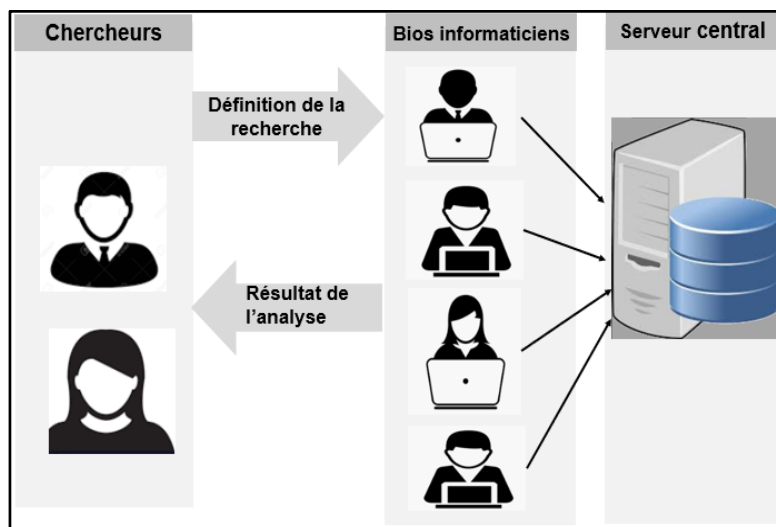 Chercheurs
Bios informaticiens
Serveur central
Définition de la
recherche
Résultat de
l'analyse